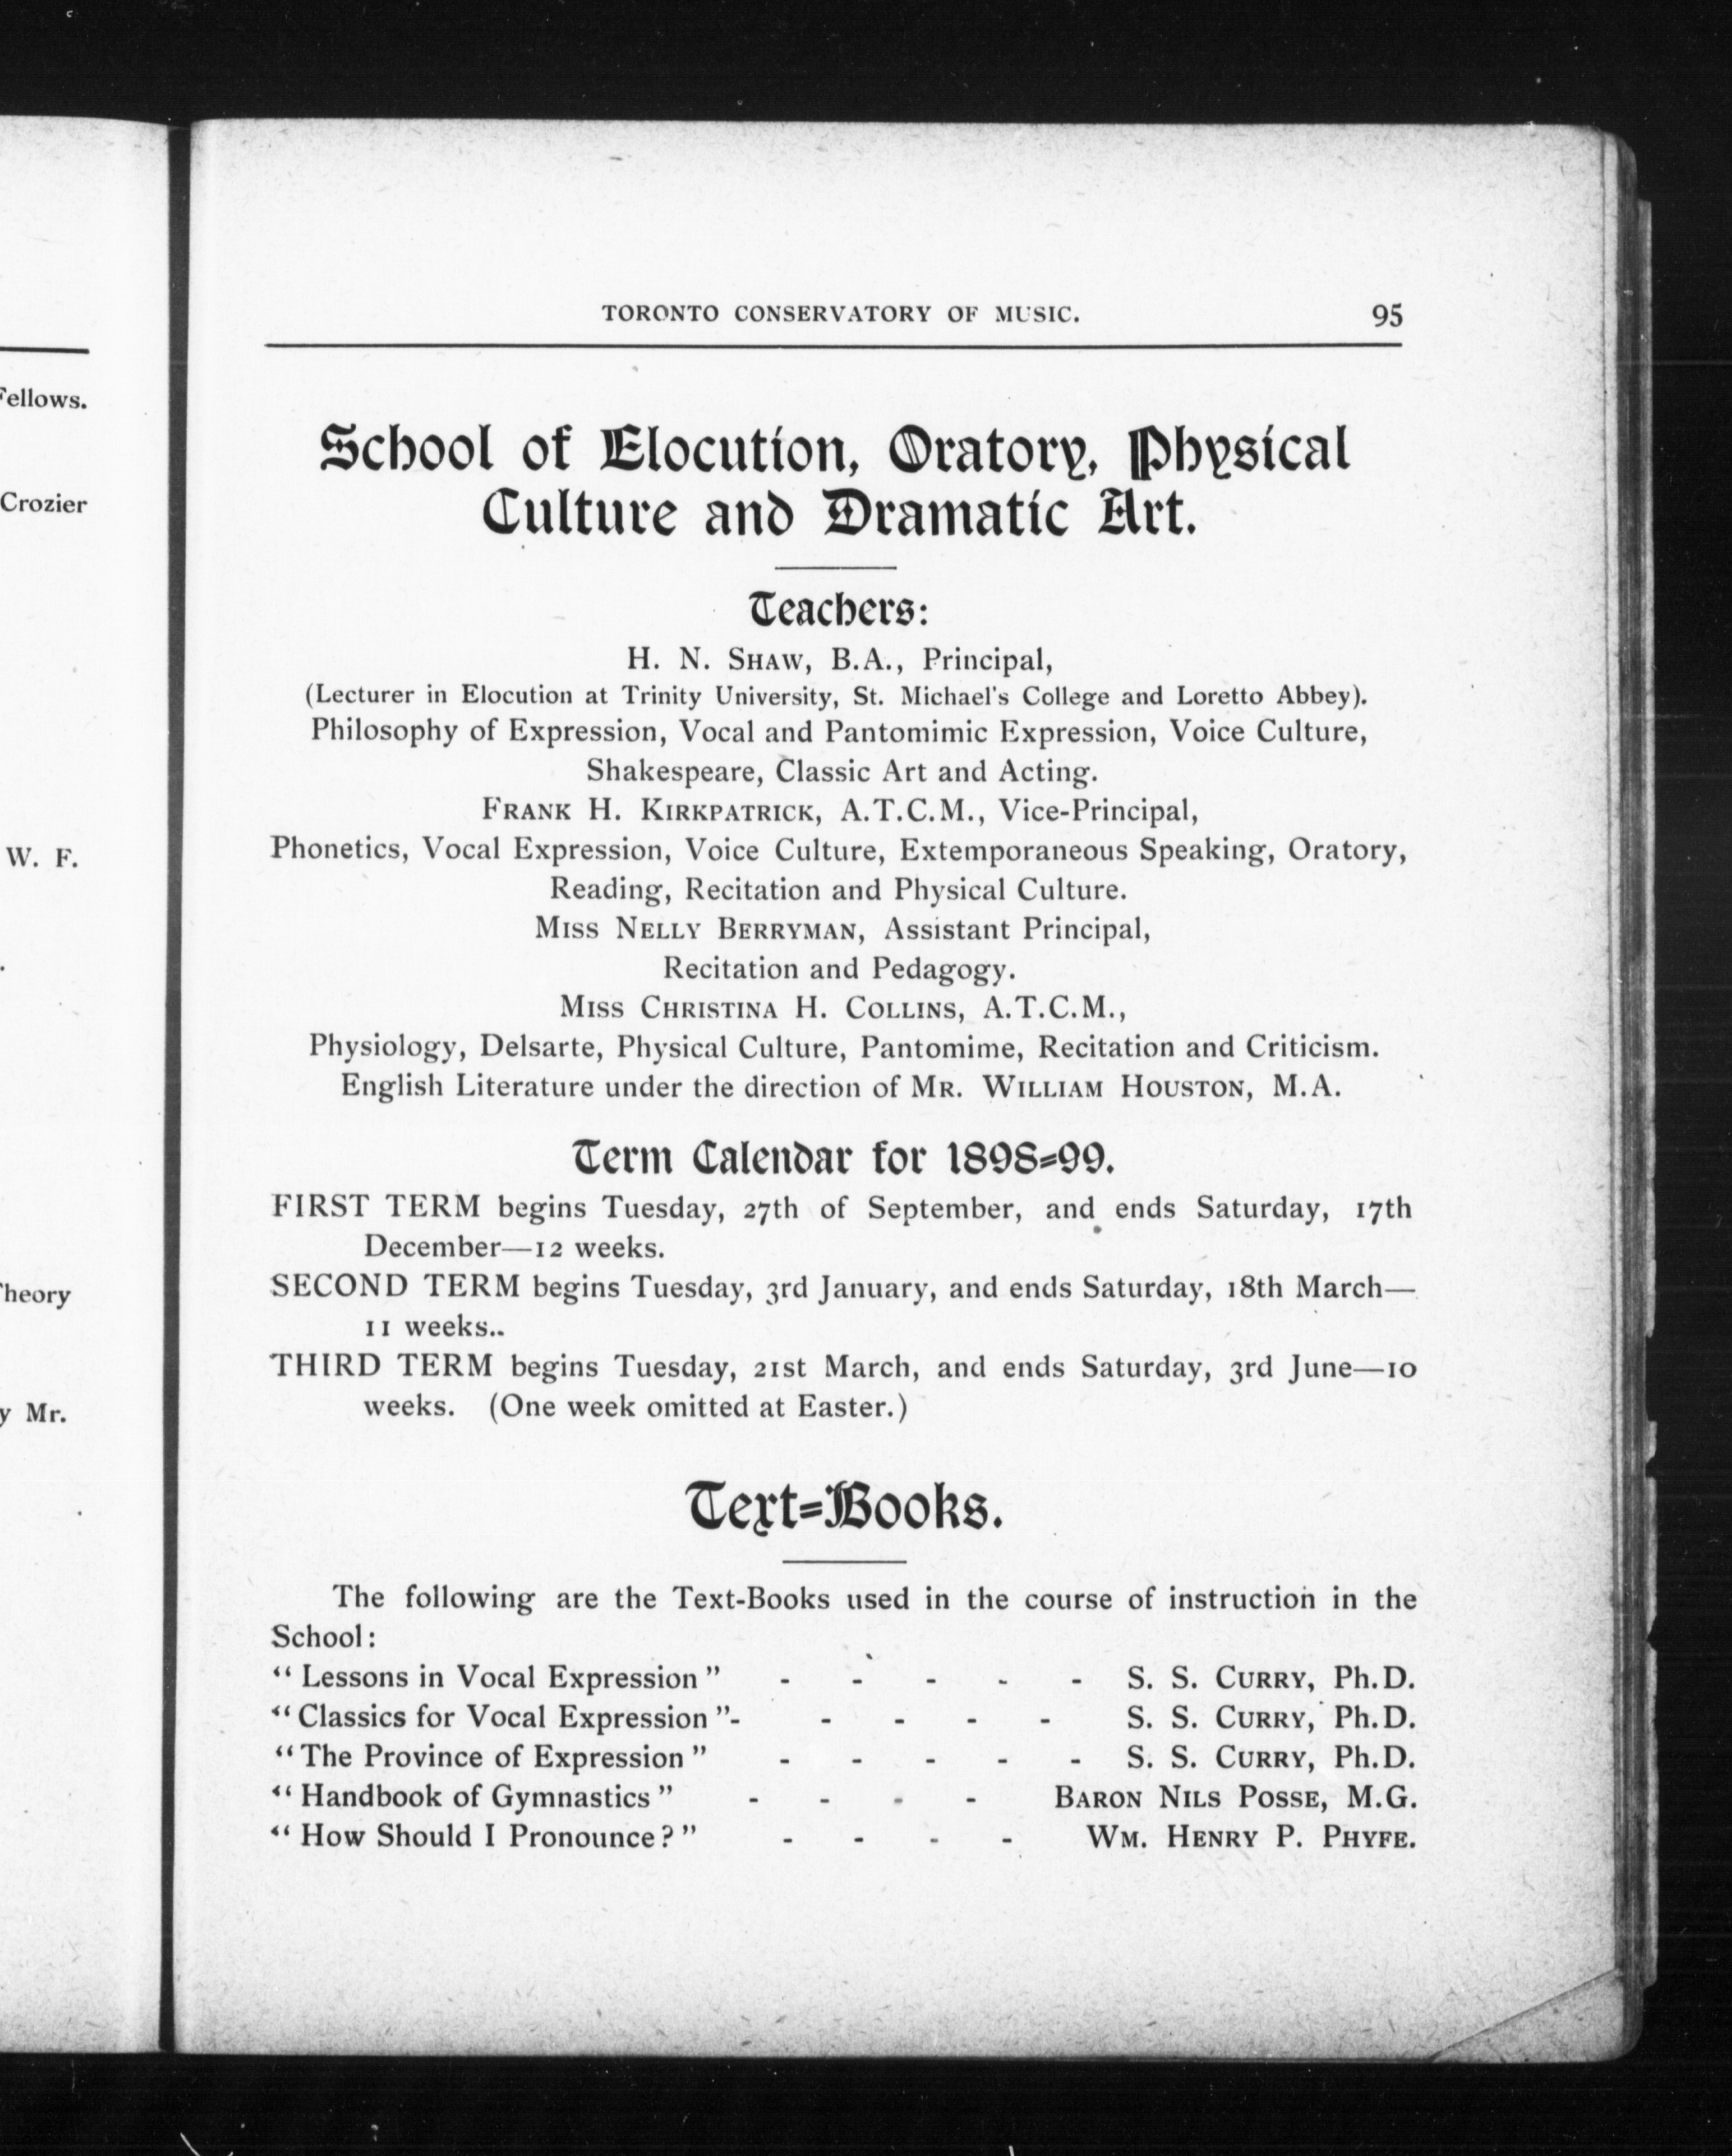 Fellows.
Crozier
W. F.
Theory
y Mr.
TORONTO CONSERVATORY OF MUSIC. 95
School of Elocution, Oratory, Physical
Culture and Dramatic Art.
Teachers:
H. N. SHAW, B.A., Principal,
(Lecturer in Elocution at Trinity University, St. Michael's College and Loretto Abbey).
Philosophy of Expression, Vocal and Pantomimic Expression, Voice Culture,
Shakespeare, Classic Art and Acting.
FRANK H. KIRKPATRICK, A.T.C.M., Vice-Principal,
Phonetics, Vocal Expression, Voice Culture, Extemporaneous Speaking, Oratory,
Reading, Recitation and Physical Culture.
MISS NELLY BERRYMAN, Assistant Principal,
Recitation and Pedagogy.
MISS CHRISTINA H. COLLINS, A.T.C.M.,
Physiology, Delsarte, Physical Culture, Pantomime, Recitation and Criticism.
English Literature under the direction of MR. WILLIAM HOUSTON, M.A.
Term Calendar for 1898-99.
FIRST TERM begins Tuesday, 27th of September, and ends Saturday, 17th
December—12 weeks.
SECOND TERM begins Tuesday, 3rd January, and ends Saturday, 18th March—
11 weeks..
THIRD TERM begins Tuesday, 21st March, and ends Saturday, 3rd June—10
weeks. (One week omitted at Easter.)
Text-Books.
The following are the Text-Books used in the course of instruction in the
School:
“Lessons in Vocal Expression” - - - - - S. S. CURRY, Ph.D.
“Classics for Vocal Expression”- - - - - S. S. CURRY, Ph.D.
“The Province of Expression” - - - - - S. S. CURRY, Ph.D.
“Handbook of Gymnastics” - - - - BARON NILS POSSE, M.G.
“How Should I Pronounce?” - - - - WM. HENRY P. PHYFE.